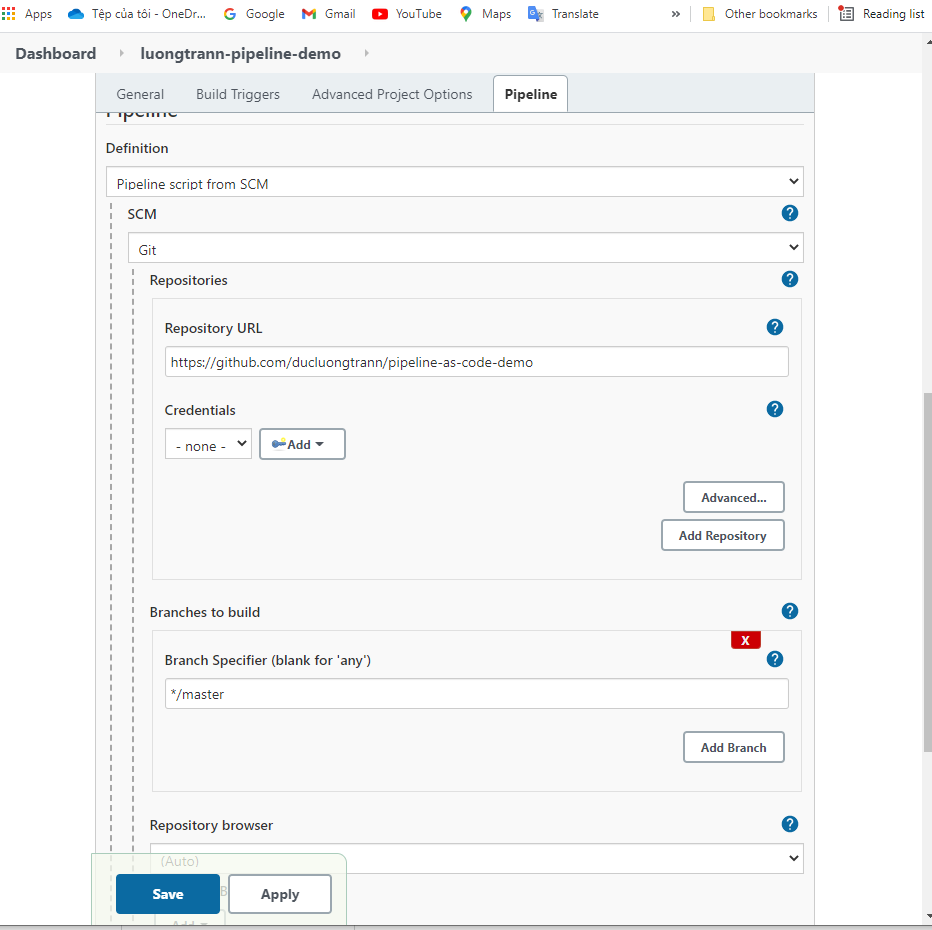 Apps Tệp của tôi - OneDr... Google Gmail YouTube Maps Translate » Other bookmarks Reading list
Dashboard luongtrann-pipeline-demo
General Build Triggers Advanced Project Options Pipeline
Pipeline
Definition
Pipeline script from SCM
SCM ?
Git
Repositories ?
Repository URL ?
https://github.com/ducluongtrann/pipeline-as-code-demo
Credentials ?
- none - Add
Advanced...
Add Repository
Branches to build ?
X
Branch Specifier (blank for 'any') ?
*/master
Add Branch
Repository browser ?
(Auto)
Save Apply
Add